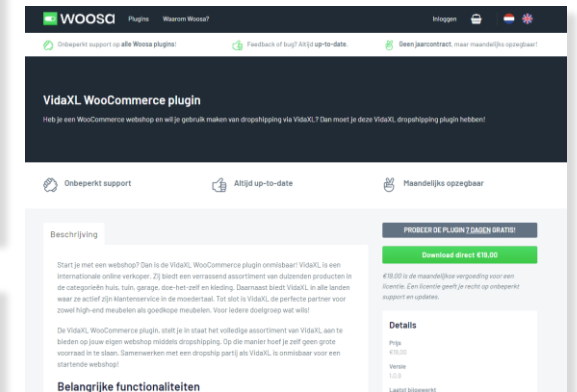 WOOSA Plugins Waarom Woosa? Inloggen
Onbeperkt support op alle Woosa plugins! Feedback of bug? Altijd up-to-date. Geen jaarcontract, maar maandelijks opzegbaar!
VidaXL WooCommerce plugin
Heb je een WooCommerce webshop en wil je gebruik maken van dropshipping via VidaXL? Dan moet je deze VidaXL dropshipping plugin hebben!
Onbeperkt support Altijd up-to-date Maandelijks opzegbaar
Beschrijving
Start je met een webshop? Dan is de VidaXL WooCommerce plugin onmisbaar! VidaXL is een
internationale online verkoper. Zij biedt een verrassend assortiment van duizenden producten in
de categorieën huis, tuin, garage, doe-het-zelf en kleding. Daarnaast biedt VidaXL in alle landen
waar ze actief zijn klantenservice in de moedertaal. Tot slot is VidaXL de perfecte partner voor
zowel high-end meubelen als goedkope meubelen. Voor iedere doelgroep wat wils!
De VidaXL WooCommerce plugin, stelt je in staat het volledige assortiment van VidaXL aan te
bieden op jouw eigen webshop middels dropshipping. Op die manier hoef je zelf geen grote
voorraad in te slaan. Samenwerken met een dropship partij als VidaXL is onmisbaar voor een
startende webshop!
Belangrijke functionaliteiten
PROBEER DE PLUGIN 7 DAGEN GRATIS!
Download direct €19,00
€19,00 is de maandelijkse vergoeding voor een
licentie. Een licentie geeft je recht op onbeperkt
support en updates.
Details
Prijs
€19,00
Versie
1.0.0
Laatst bijgewerkt